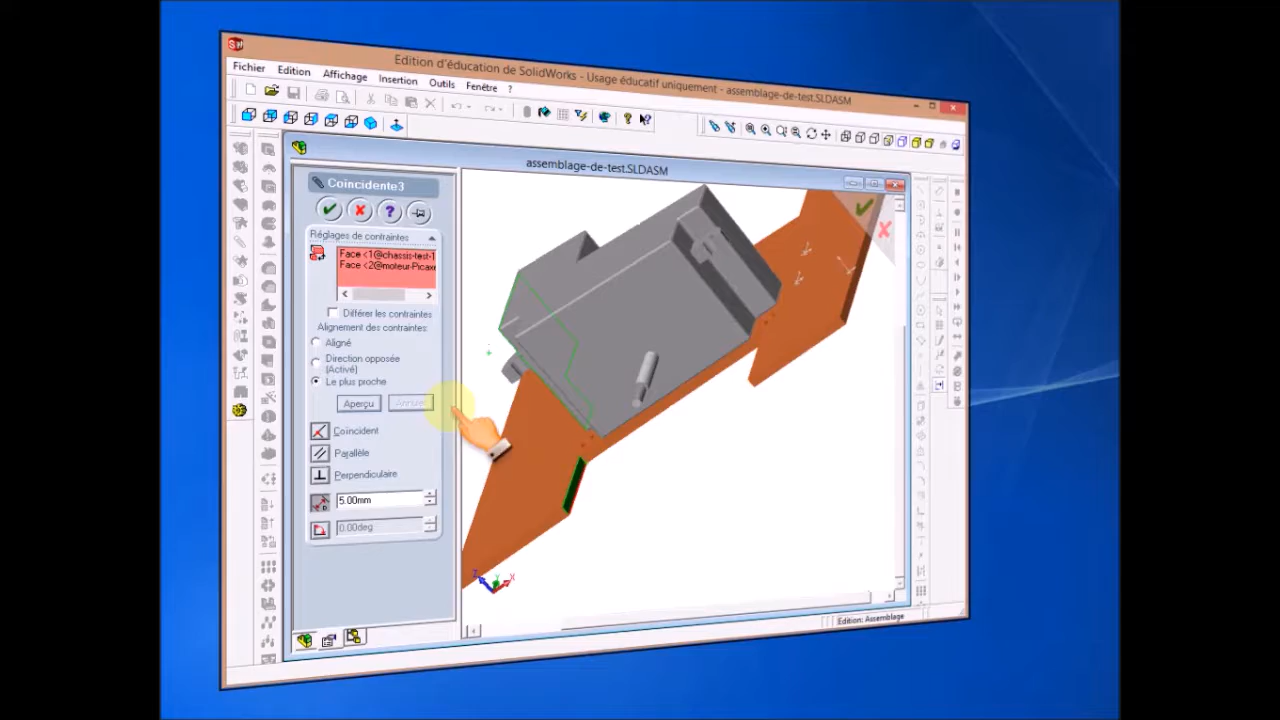 Edition d'éducation de SolidWorks - Usage éducatif uniquement - assemblage-de-test.SLDASM
Fichier Edition Affichage Insertion Outils Fenêtre ?
assemblage-de-test.SLDASM
Coïncidente3
Réglages de contraintes
Face <1@chassis-test-1
Face <2@moteur-Picax
Différer les contraintes
Alignement des contraintes:
Aligné
Direction opposée
(Activé)
Le plus proche
Aperçu
Coïncident
Parallèle
Perpendiculaire
5.00mm
0.00deg
Z Y X
Edition: Assemblage